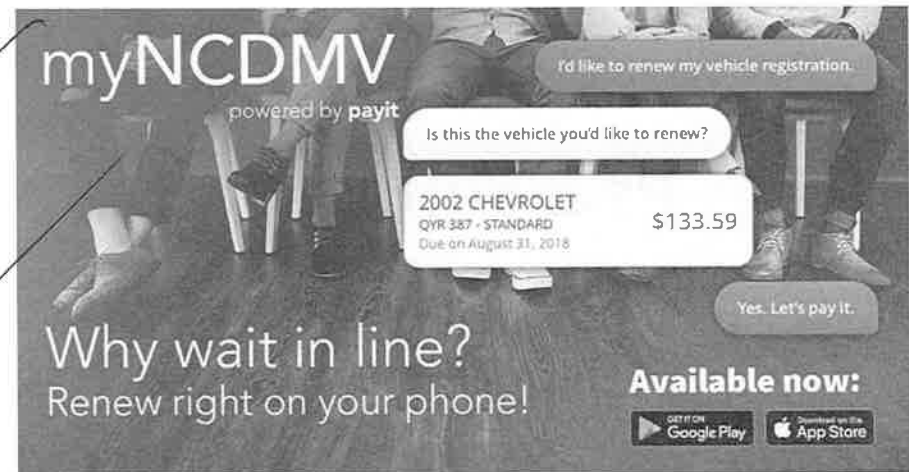 myNCDMV
powered by payit
I'd like to renew my vehicle registration.
Is this the vehicle you'd like to renew?
2002 CHEVROLET
QYR 387 - STANDARD
Due on August 31, 2018
$133.59
Yes. Let's pay it.
Why wait in line?
Renew right on your phone!
Available now:
GET IT ON
Google Play
Download on the
App Store